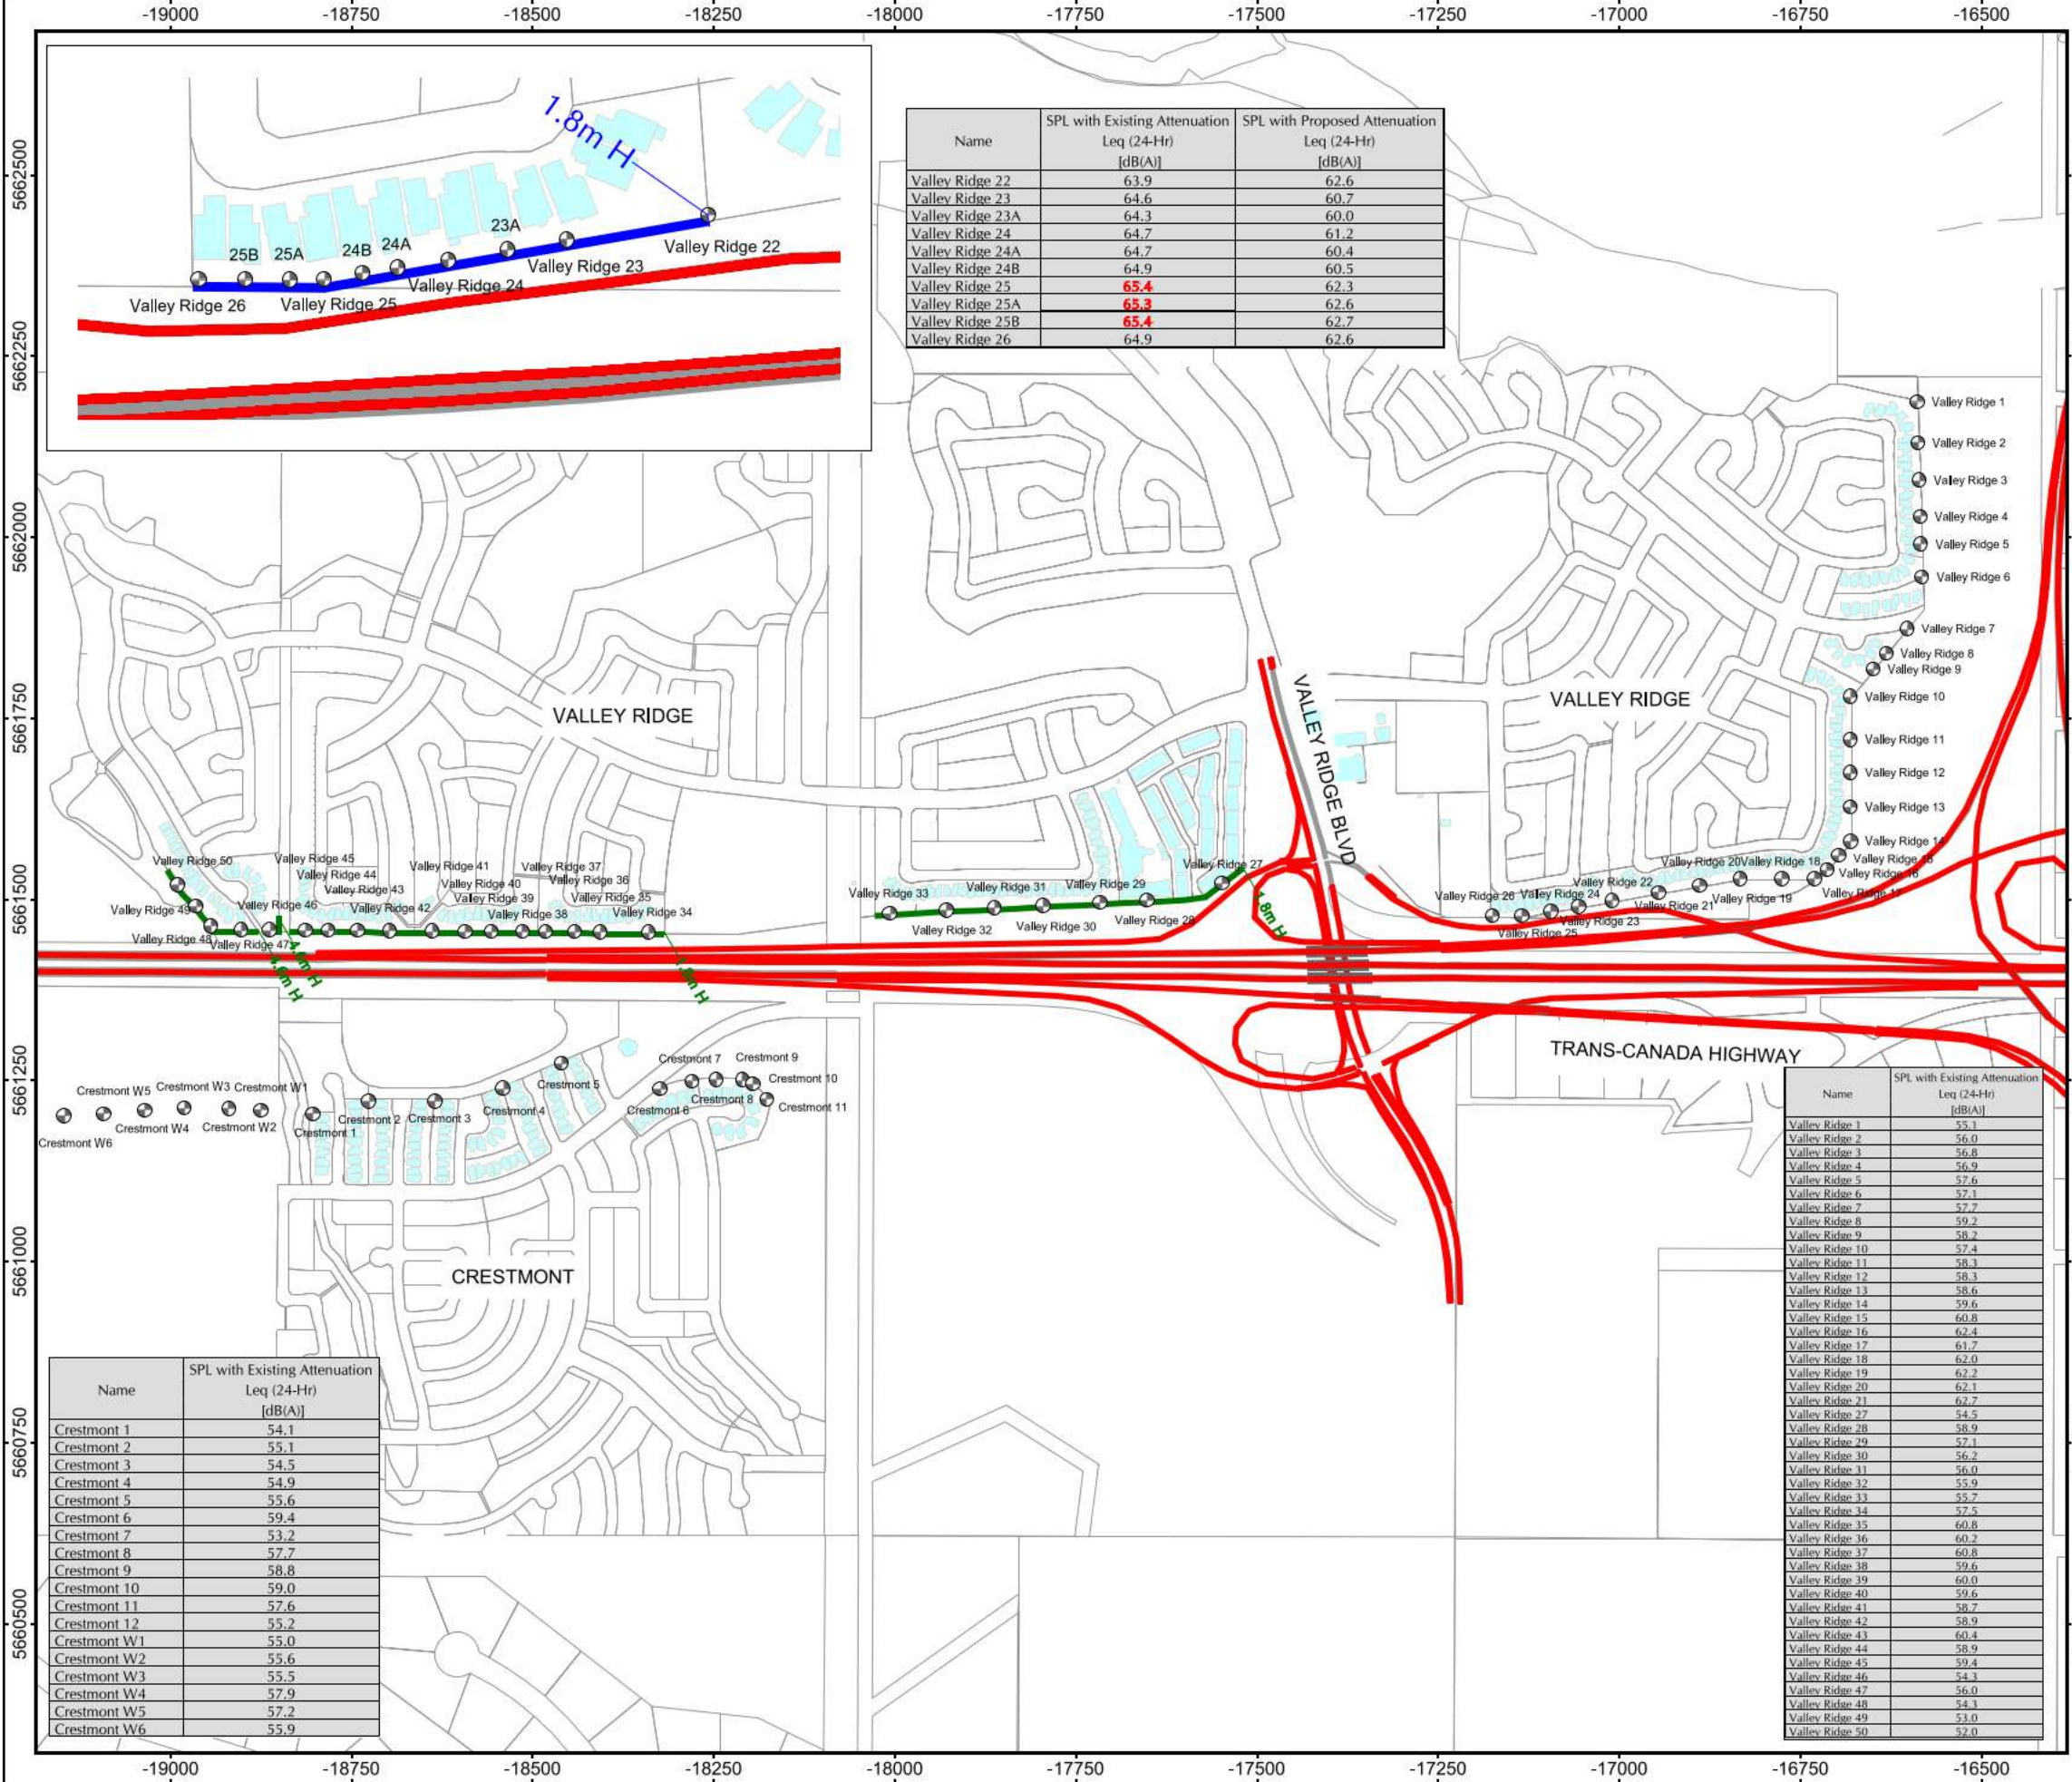 -19000 -18750 -18500 -18250 -18000 -17750 -17500 -17250 -17000 -16750 -16500
5662500
5662250
5662000
5661750
5661500
5661250
5661000
5660750
5660500
1.8m H
23A
24A
24B
25A
25B
Valley Ridge 22
Valley Ridge 23
Valley Ridge 24
Valley Ridge 25
Valley Ridge 26
Name SPL with Existing Attenuation Leq (24-Hr) [dB(A)] SPL with Proposed Attenuation Leq (24-Hr) [dB(A)]
Valley Ridge 22 63.9 62.6
Valley Ridge 23 64.6 60.7
Valley Ridge 23A 64.3 60.0
Valley Ridge 24 64.7 61.2
Valley Ridge 24A 64.7 60.4
Valley Ridge 24B 64.9 60.5
Valley Ridge 25 65.4 62.3
Valley Ridge 25A 65.3 62.6
Valley Ridge 25B 65.4 62.7
Valley Ridge 26 64.9 62.6
Valley Ridge 1
Valley Ridge 2
Valley Ridge 3
Valley Ridge 4
Valley Ridge 5
Valley Ridge 6
Valley Ridge 7
Valley Ridge 8
Valley Ridge 9
Valley Ridge 10
Valley Ridge 11
Valley Ridge 12
Valley Ridge 13
Valley Ridge 14
Valley Ridge 15
Valley Ridge 16
Valley Ridge 17
VALLEY RIDGE
VALLEY RIDGE BLVD
VALLEY RIDGE
Valley Ridge 50
Valley Ridge 45
Valley Ridge 44
Valley Ridge 43
Valley Ridge 41
Valley Ridge 40
Valley Ridge 39
Valley Ridge 37
Valley Ridge 36
Valley Ridge 35
Valley Ridge 34
Valley Ridge 38
Valley Ridge 42
Valley Ridge 46
Valley Ridge 49
Valley Ridge 48
Valley Ridge 47
4.6m H
4.6m H
1.8m H
Valley Ridge 33
Valley Ridge 32
Valley Ridge 31
Valley Ridge 30
Valley Ridge 29
Valley Ridge 28
Valley Ridge 27
1.8m H
Valley Ridge 26
Valley Ridge 25
Valley Ridge 24
Valley Ridge 23
Valley Ridge 22
Valley Ridge 21
Valley Ridge 20
Valley Ridge 19
Valley Ridge 18
TRANS-CANADA HIGHWAY
Crestmont W6
Crestmont W5
Crestmont W4
Crestmont W3
Crestmont W2
Crestmont W1
Crestmont 1
Crestmont 2
Crestmont 3
Crestmont 4
Crestmont 5
Crestmont 6
Crestmont 7
Crestmont 8
Crestmont 9
Crestmont 10
Crestmont 11
CRESTMONT
Name SPL with Existing Attenuation Leq (24-Hr) [dB(A)]
Crestmont 1 54.1
Crestmont 2 55.1
Crestmont 3 54.5
Crestmont 4 54.9
Crestmont 5 55.6
Crestmont 6 59.4
Crestmont 7 53.2
Crestmont 8 57.7
Crestmont 9 58.8
Crestmont 10 59.0
Crestmont 11 57.6
Crestmont 12 55.2
Crestmont W1 55.0
Crestmont W2 55.6
Crestmont W3 55.5
Crestmont W4 57.9
Crestmont W5 57.2
Crestmont W6 55.9
Name SPL with Existing Attenuation Leq (24-Hr) [dB(A)]
Valley Ridge 1 55.1
Valley Ridge 2 56.0
Valley Ridge 3 56.8
Valley Ridge 4 56.9
Valley Ridge 5 57.6
Valley Ridge 6 57.1
Valley Ridge 7 57.7
Valley Ridge 8 59.2
Valley Ridge 9 58.2
Valley Ridge 10 57.4
Valley Ridge 11 58.3
Valley Ridge 12 58.3
Valley Ridge 13 58.6
Valley Ridge 14 59.6
Valley Ridge 15 60.8
Valley Ridge 16 62.4
Valley Ridge 17 61.7
Valley Ridge 18 62.0
Valley Ridge 19 62.2
Valley Ridge 20 62.1
Valley Ridge 21 62.7
Valley Ridge 27 54.5
Valley Ridge 28 58.9
Valley Ridge 29 57.1
Valley Ridge 30 56.2
Valley Ridge 31 56.0
Valley Ridge 32 55.9
Valley Ridge 33 55.7
Valley Ridge 34 57.5
Valley Ridge 35 60.8
Valley Ridge 36 60.2
Valley Ridge 37 60.8
Valley Ridge 38 59.6
Valley Ridge 39 60.0
Valley Ridge 40 59.6
Valley Ridge 41 58.7
Valley Ridge 42 58.9
Valley Ridge 43 60.4
Valley Ridge 44 58.9
Valley Ridge 45 59.4
Valley Ridge 46 54.3
Valley Ridge 47 56.0
Valley Ridge 48 54.3
Valley Ridge 49 53.0
Valley Ridge 50 52.0
-19000 -18750 -18500 -18250 -18000 -17750 -17500 -17250 -17000 -16750 -16500